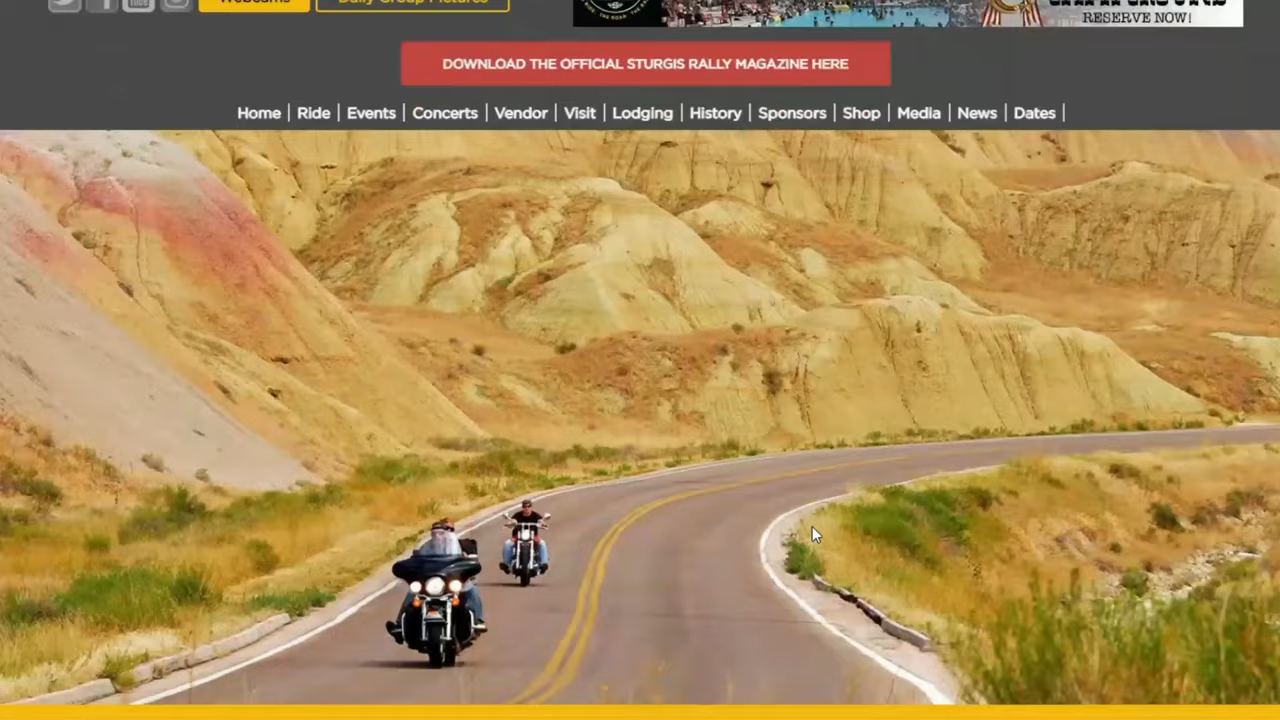 Webcams
Daily Group Pictures
RESERVE NOW!
DOWNLOAD THE OFFICIAL STURGIS RALLY MAGAZINE HERE
Home | Ride | Events | Concerts | Vendor | Visit | Lodging | History | Sponsors | Shop | Media | News | Dates |